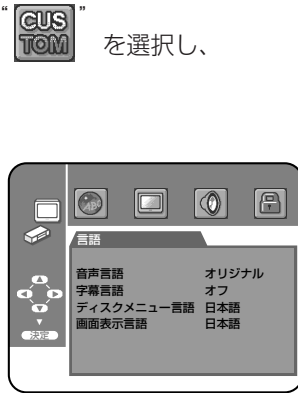 “CUSTOM” を選択し、
ABC
言語
音声言語 オリジナル
字幕言語 オフ
ディスクメニュー言語 日本語
画面表示言語 日本語
決定